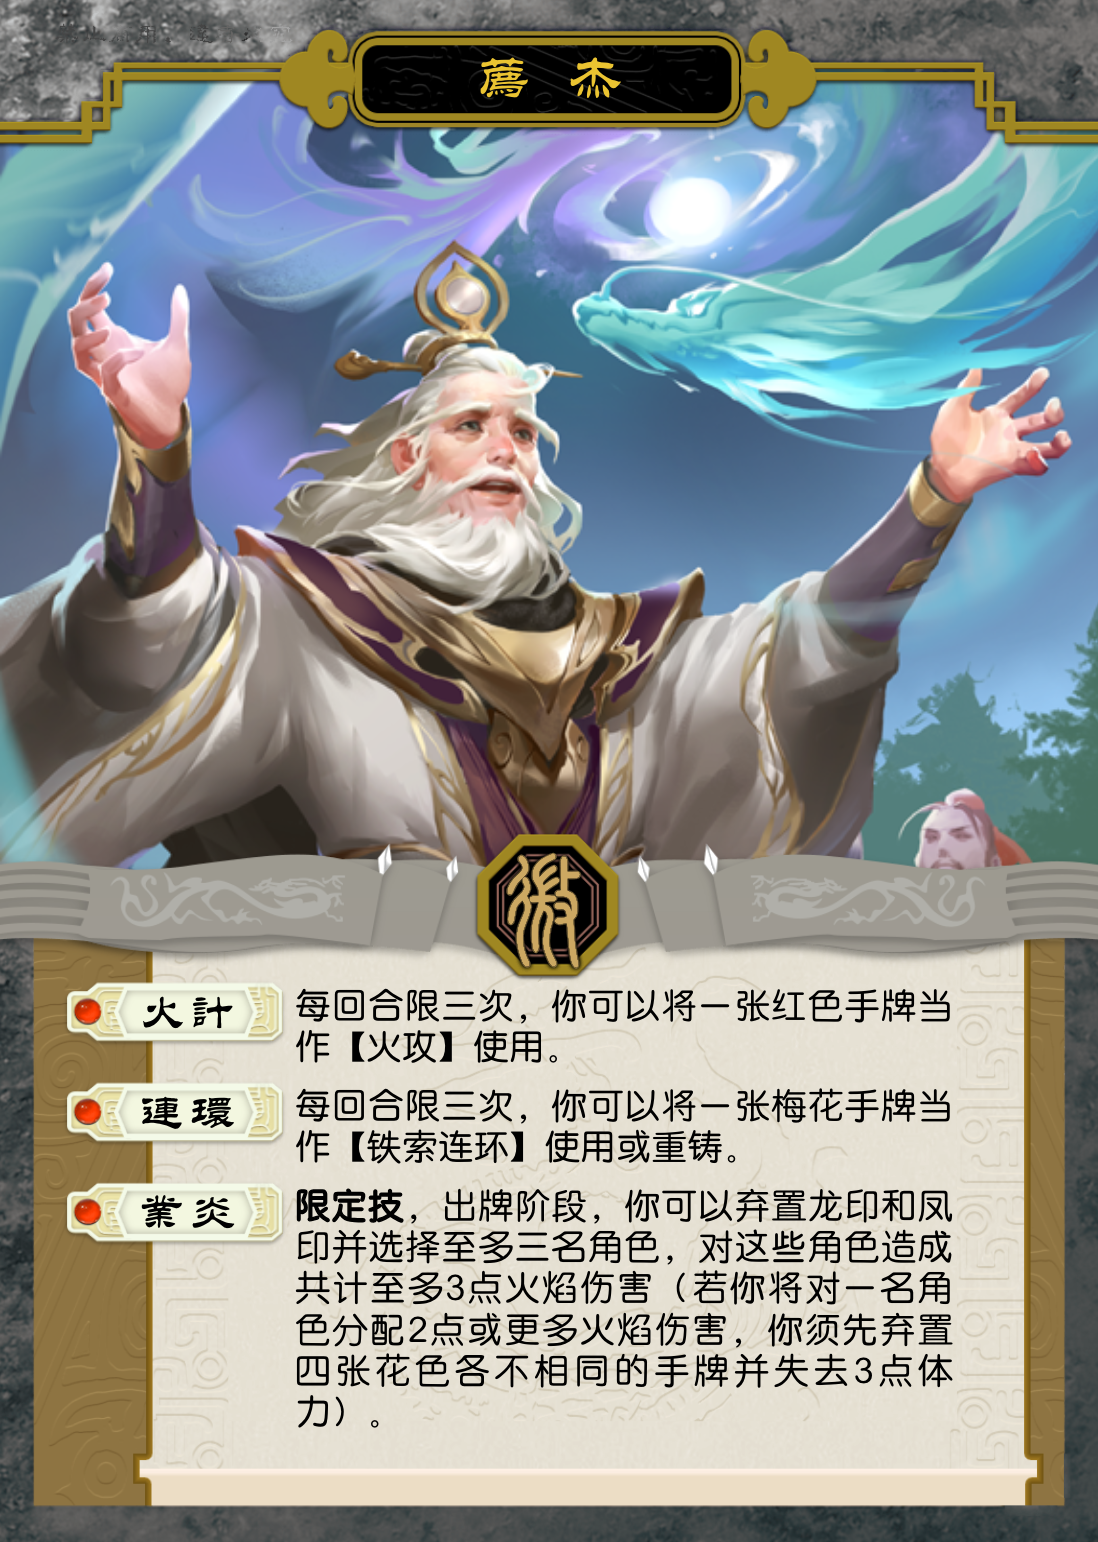 薦杰
徵
火計
每回合限三次，你可以将一张红色手牌当
作【火攻】使用。
連環
每回合限三次，你可以将一张梅花手牌当
作【铁索连环】使用或重铸。
業炎
限定技，出牌阶段，你可以弃置龙印和凤
印并选择至多三名角色，对这些角色造成
共计至多3点火焰伤害（若你将对一名角
色分配2点或更多火焰伤害，你须先弃置
四张花色各不相同的手牌并失去3点体
力）。